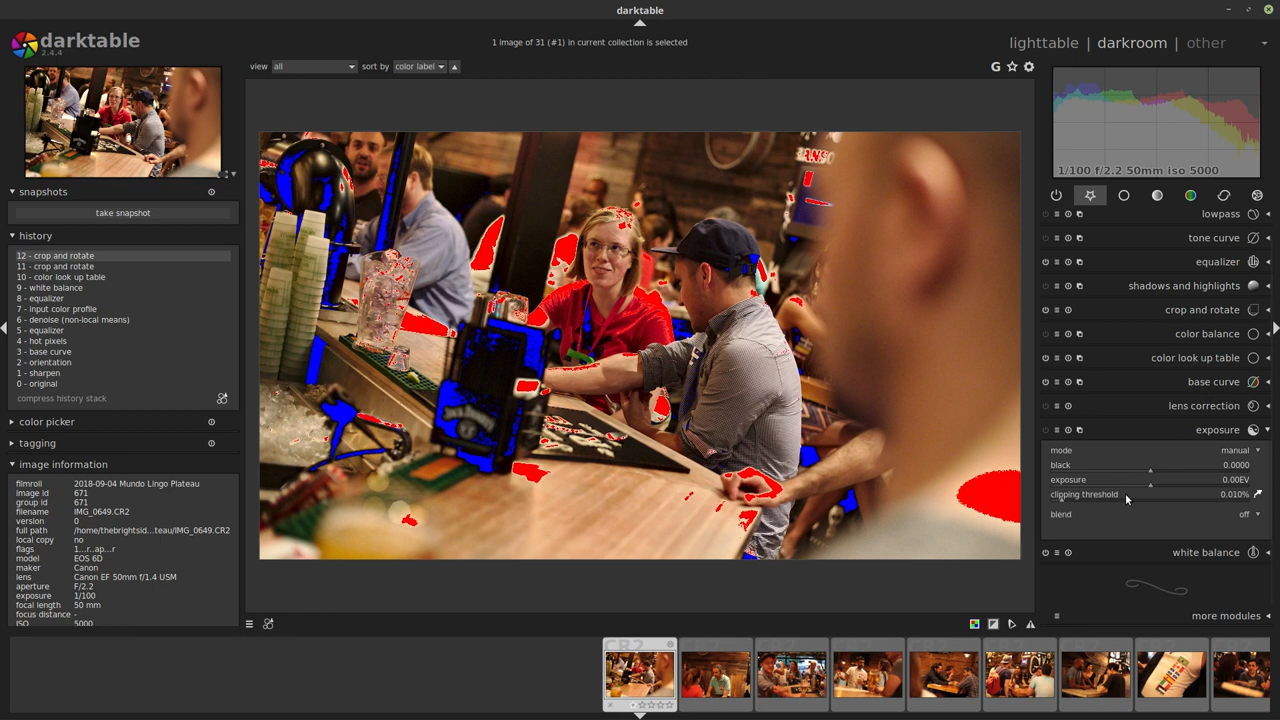 darktable
darktable
2.4.4
1 image of 31 (#1) in current collection is selected
lighttable | darkroom | other
view all sort by color label
G
snapshots
take snapshot
history
12 - crop and rotate
11 - crop and rotate
10 - color look up table
9 - white balance
8 - equalizer
7 - input color profile
6 - denoise (non-local means)
5 - equalizer
4 - hot pixels
3 - base curve
2 - orientation
1 - sharpen
0 - original
compress history stack
color picker
tagging
image information
filmroll 2018-09-04 Mundo Lingo Plateau
image id 671
group id 671
filename IMG_0649.CR2
version 0
full path /home/thebrightsid...teau/IMG_0649.CR2
local copy no
flags 1...r..ap...r
model EOS 6D
maker Canon
lens Canon EF 50mm f/1.4 USM
aperture F/2.2
exposure 1/100
focal length 50 mm
focus distance -
ISO 5000
1/100 f/2.2 50mm iso 5000
lowpass
tone curve
equalizer
shadows and highlights
crop and rotate
color balance
color look up table
base curve
lens correction
exposure
mode manual
black 0.0000
exposure 0.00EV
clipping threshold 0.010%
blend off
white balance
more modules
CR2